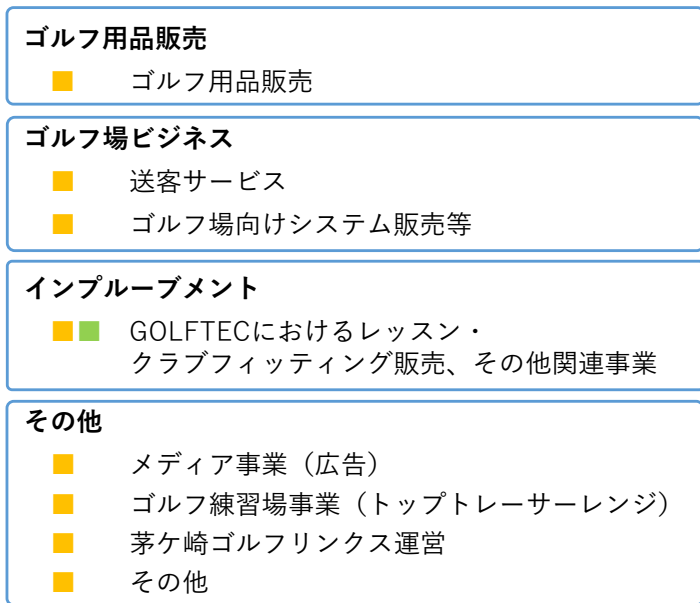 ゴルフ用品販売
ゴルフ用品販売
ゴルフ場ビジネス
送客サービス
ゴルフ場向けシステム販売等
インプルーブメント
GOLFTECにおけるレッスン・
クラブフィッティング販売、その他関連事業
その他
メディア事業（広告）
ゴルフ練習場事業（トップトレーサーレンジ）
茅ケ崎ゴルフリンクス運営
その他